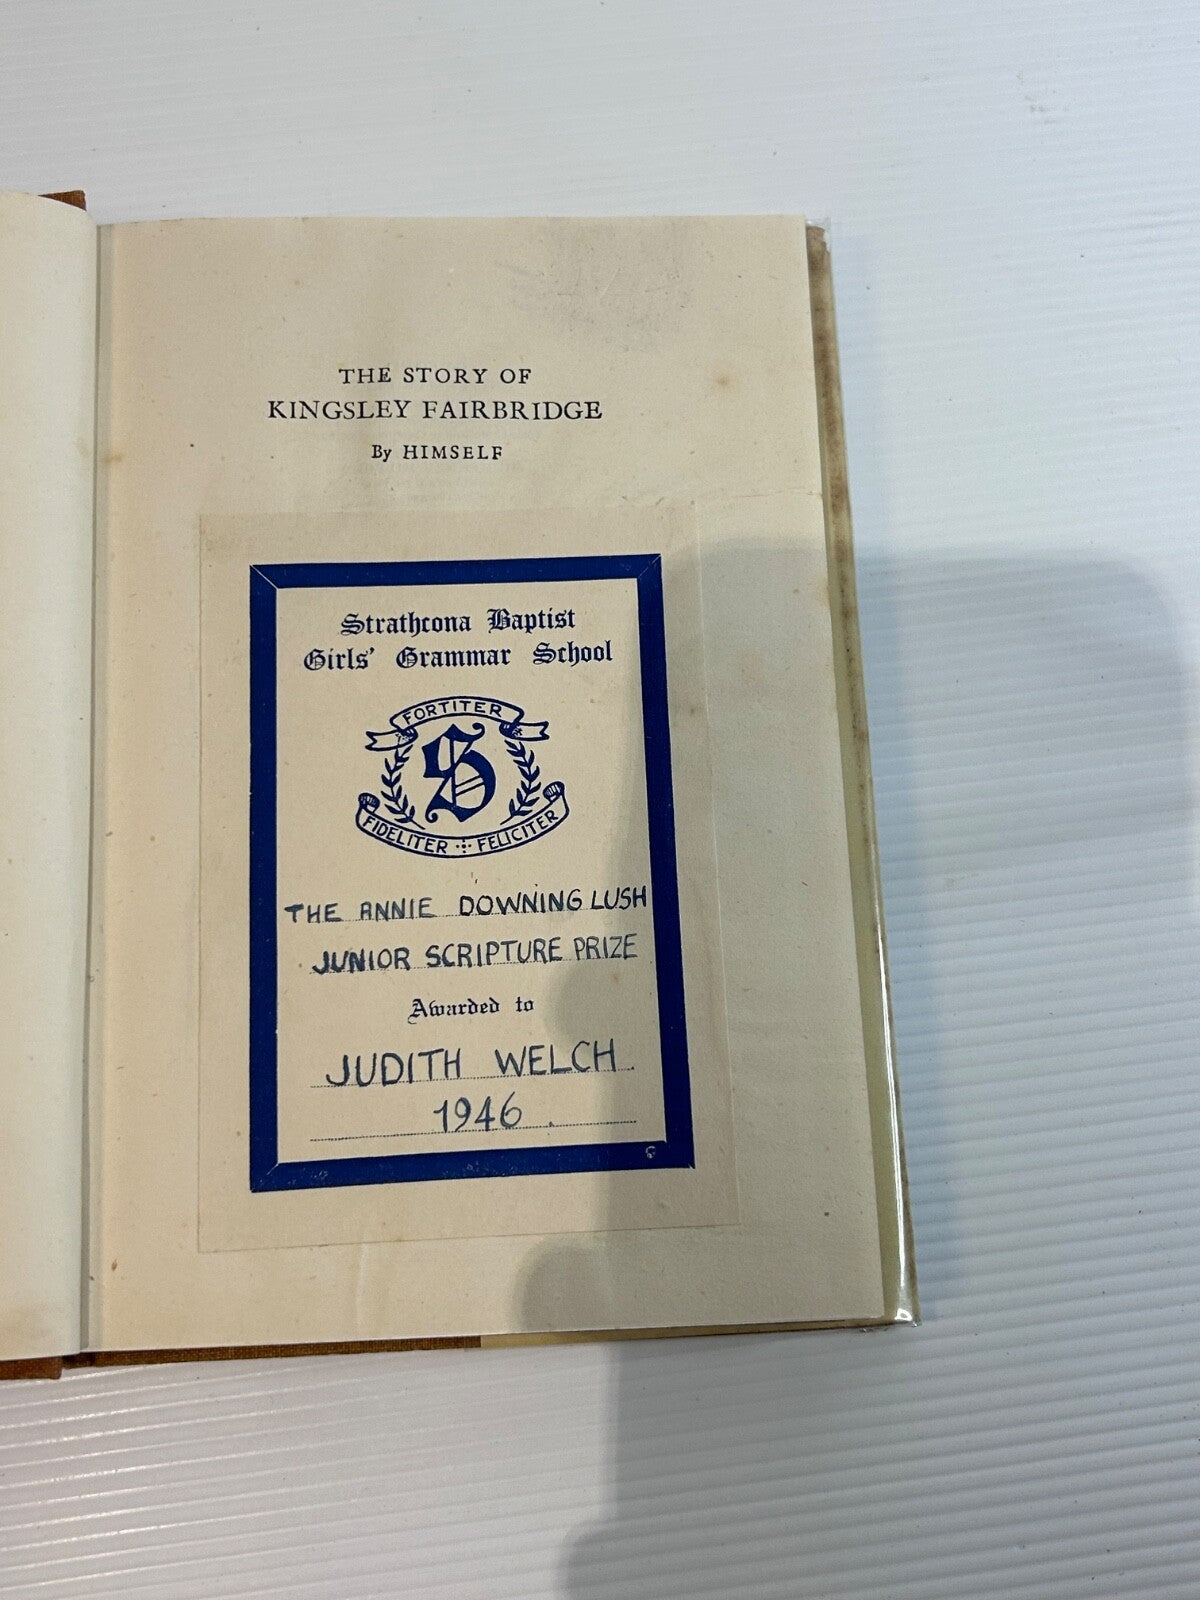 THE STORY OF
KINGSLEY FAIRBRIDGE
By HIMSELF
Strathcona Baptist
Girls' Grammar School
FORTITER
S
FIDELITER FELICITER
THE ANNIE DOWNING LUSH
JUNIOR SCRIPTURE PRIZE
Awarded to
JUDITH WELCH.
1946.